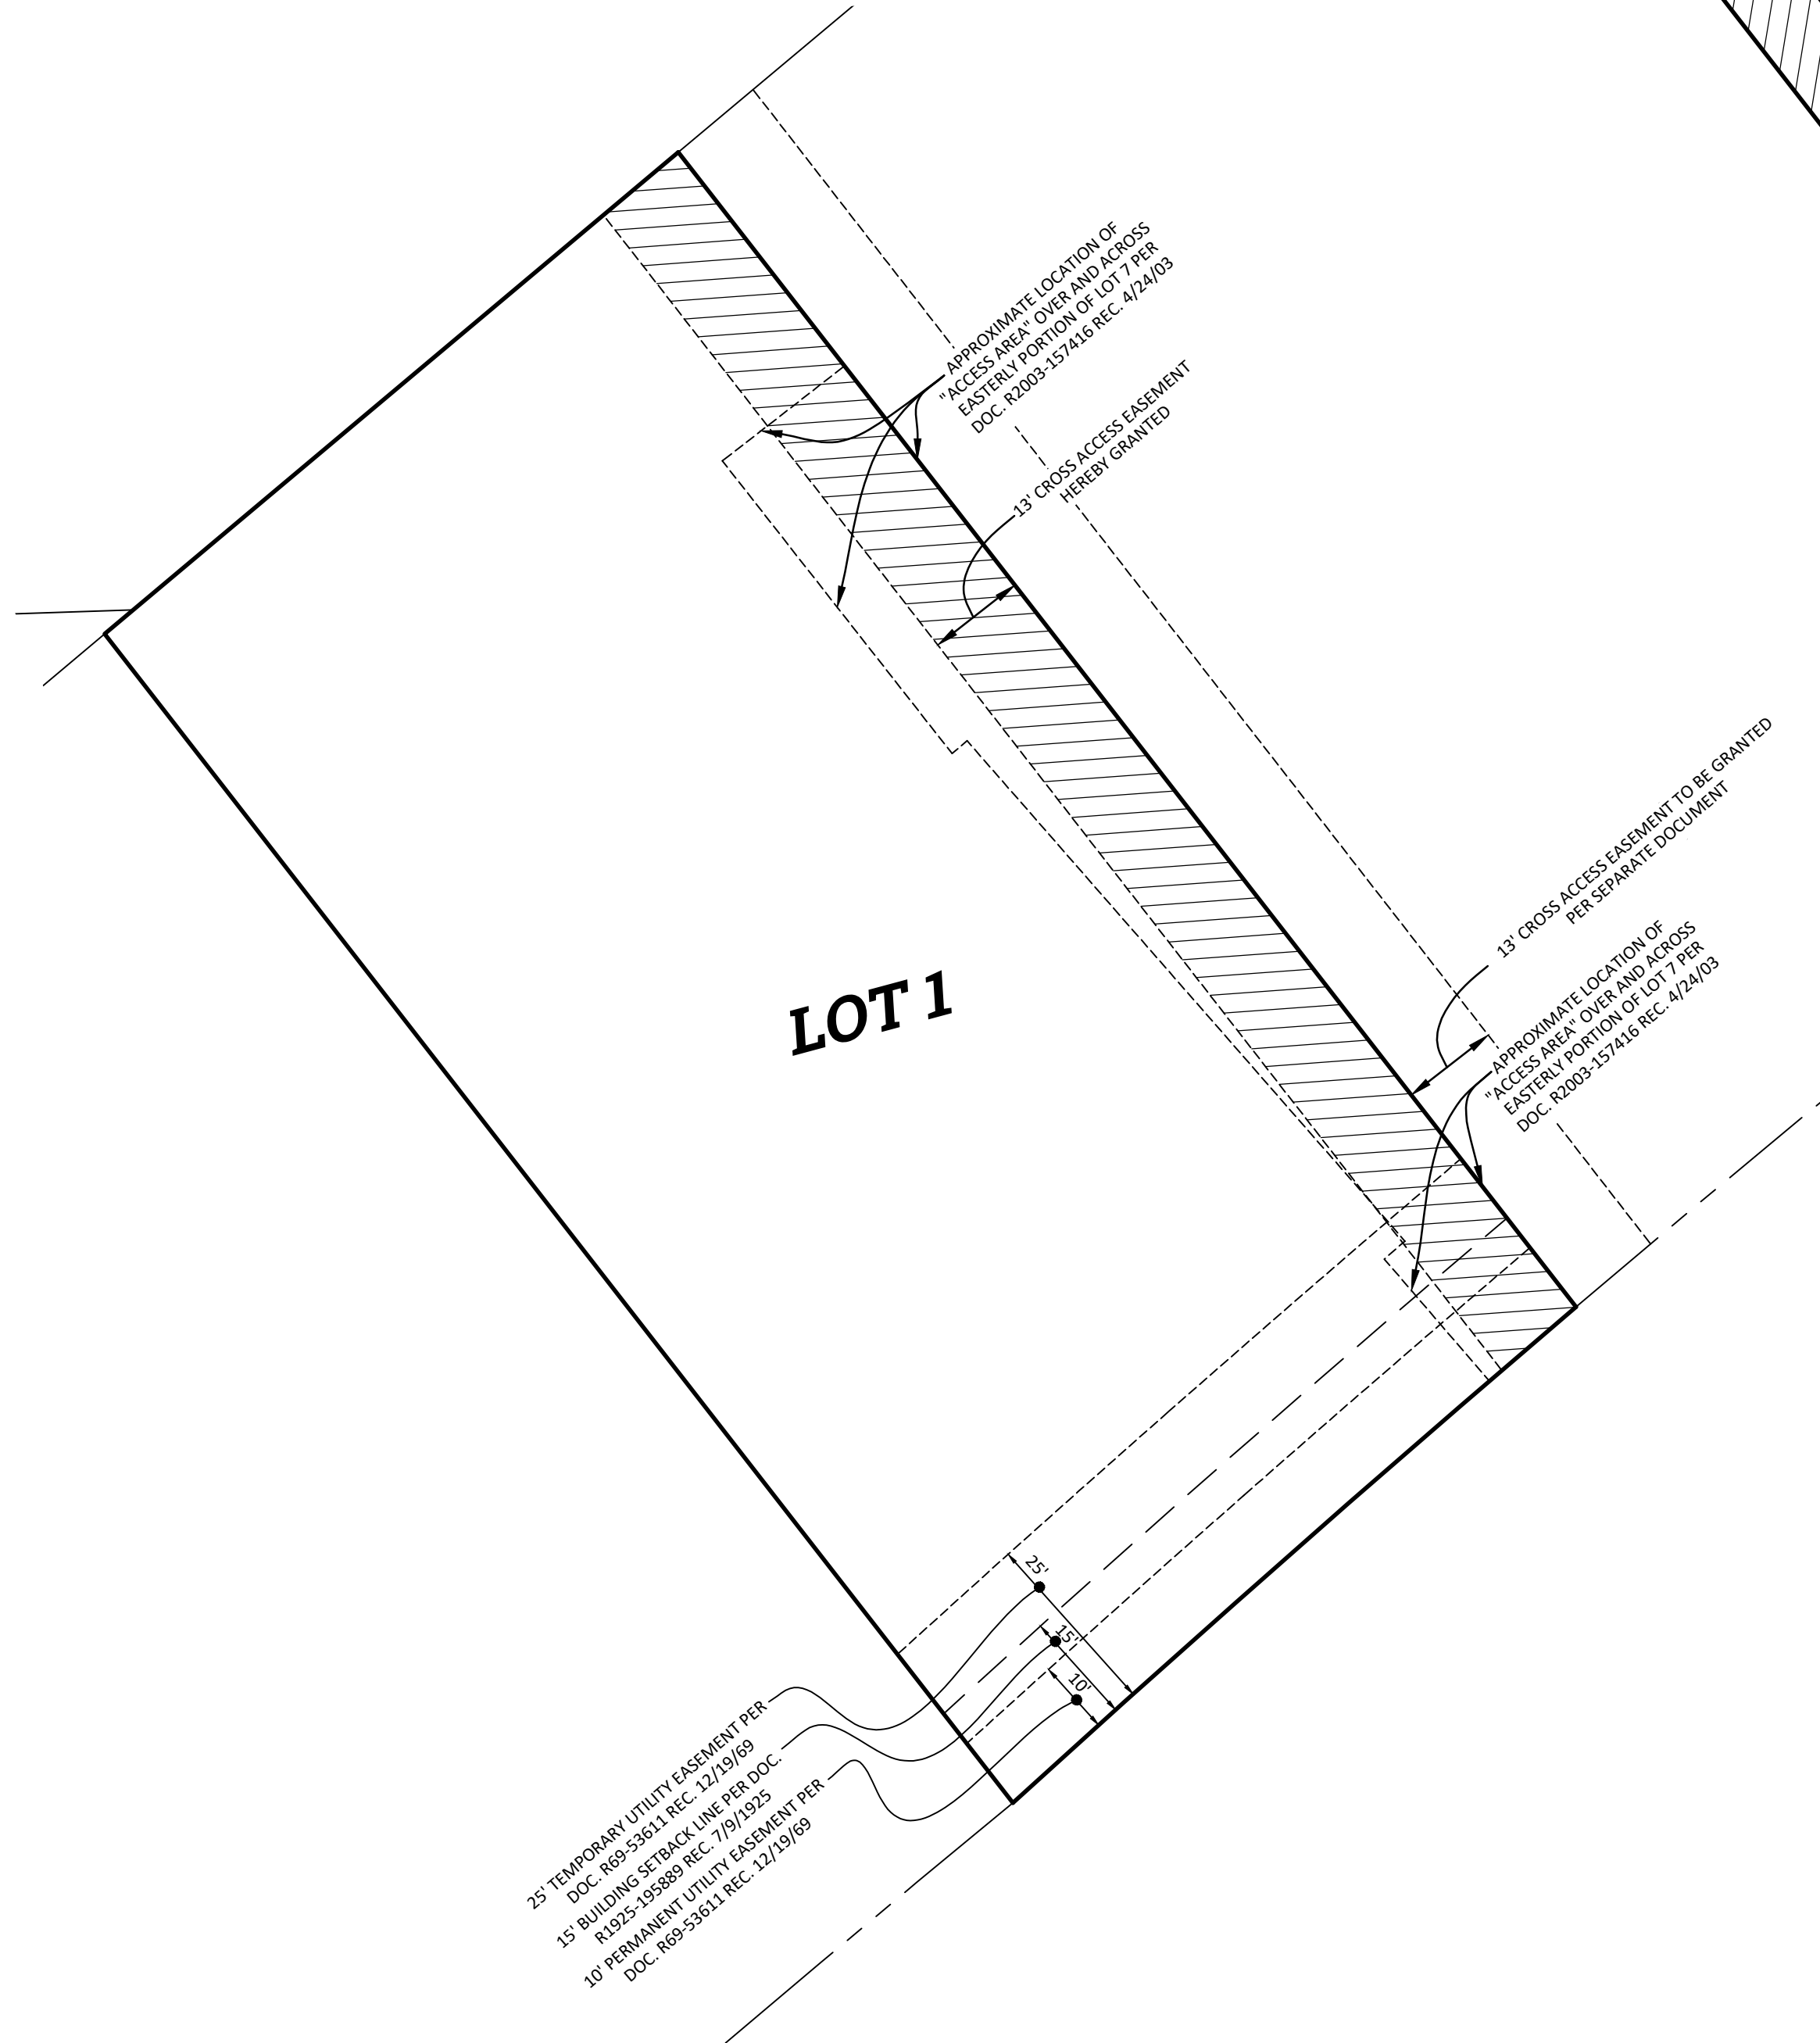 APPROXIMATE LOCATION OF
"ACCESS AREA" OVER AND ACROSS
EASTERLY PORTION OF LOT 7 PER
DOC. R2003-157416 REC. 4/24/03
13' CROSS ACCESS EASEMENT
HEREBY GRANTED
13' CROSS ACCESS EASEMENT TO BE GRANTED
PER SEPARATE DOCUMENT
APPROXIMATE LOCATION OF
"ACCESS AREA" OVER AND ACROSS
EASTERLY PORTION OF LOT 7 PER
DOC. R2003-157416 REC. 4/24/03
LOT 1
25'
15'
10'
25' TEMPORARY UTILITY EASEMENT PER
DOC. R69-53611 REC. 12/19/69
15' BUILDING SETBACK LINE PER DOC.
R1925-195889 REC. 7/9/1925
10' PERMANENT UTILITY EASEMENT PER
DOC. R69-53611 REC. 12/19/69